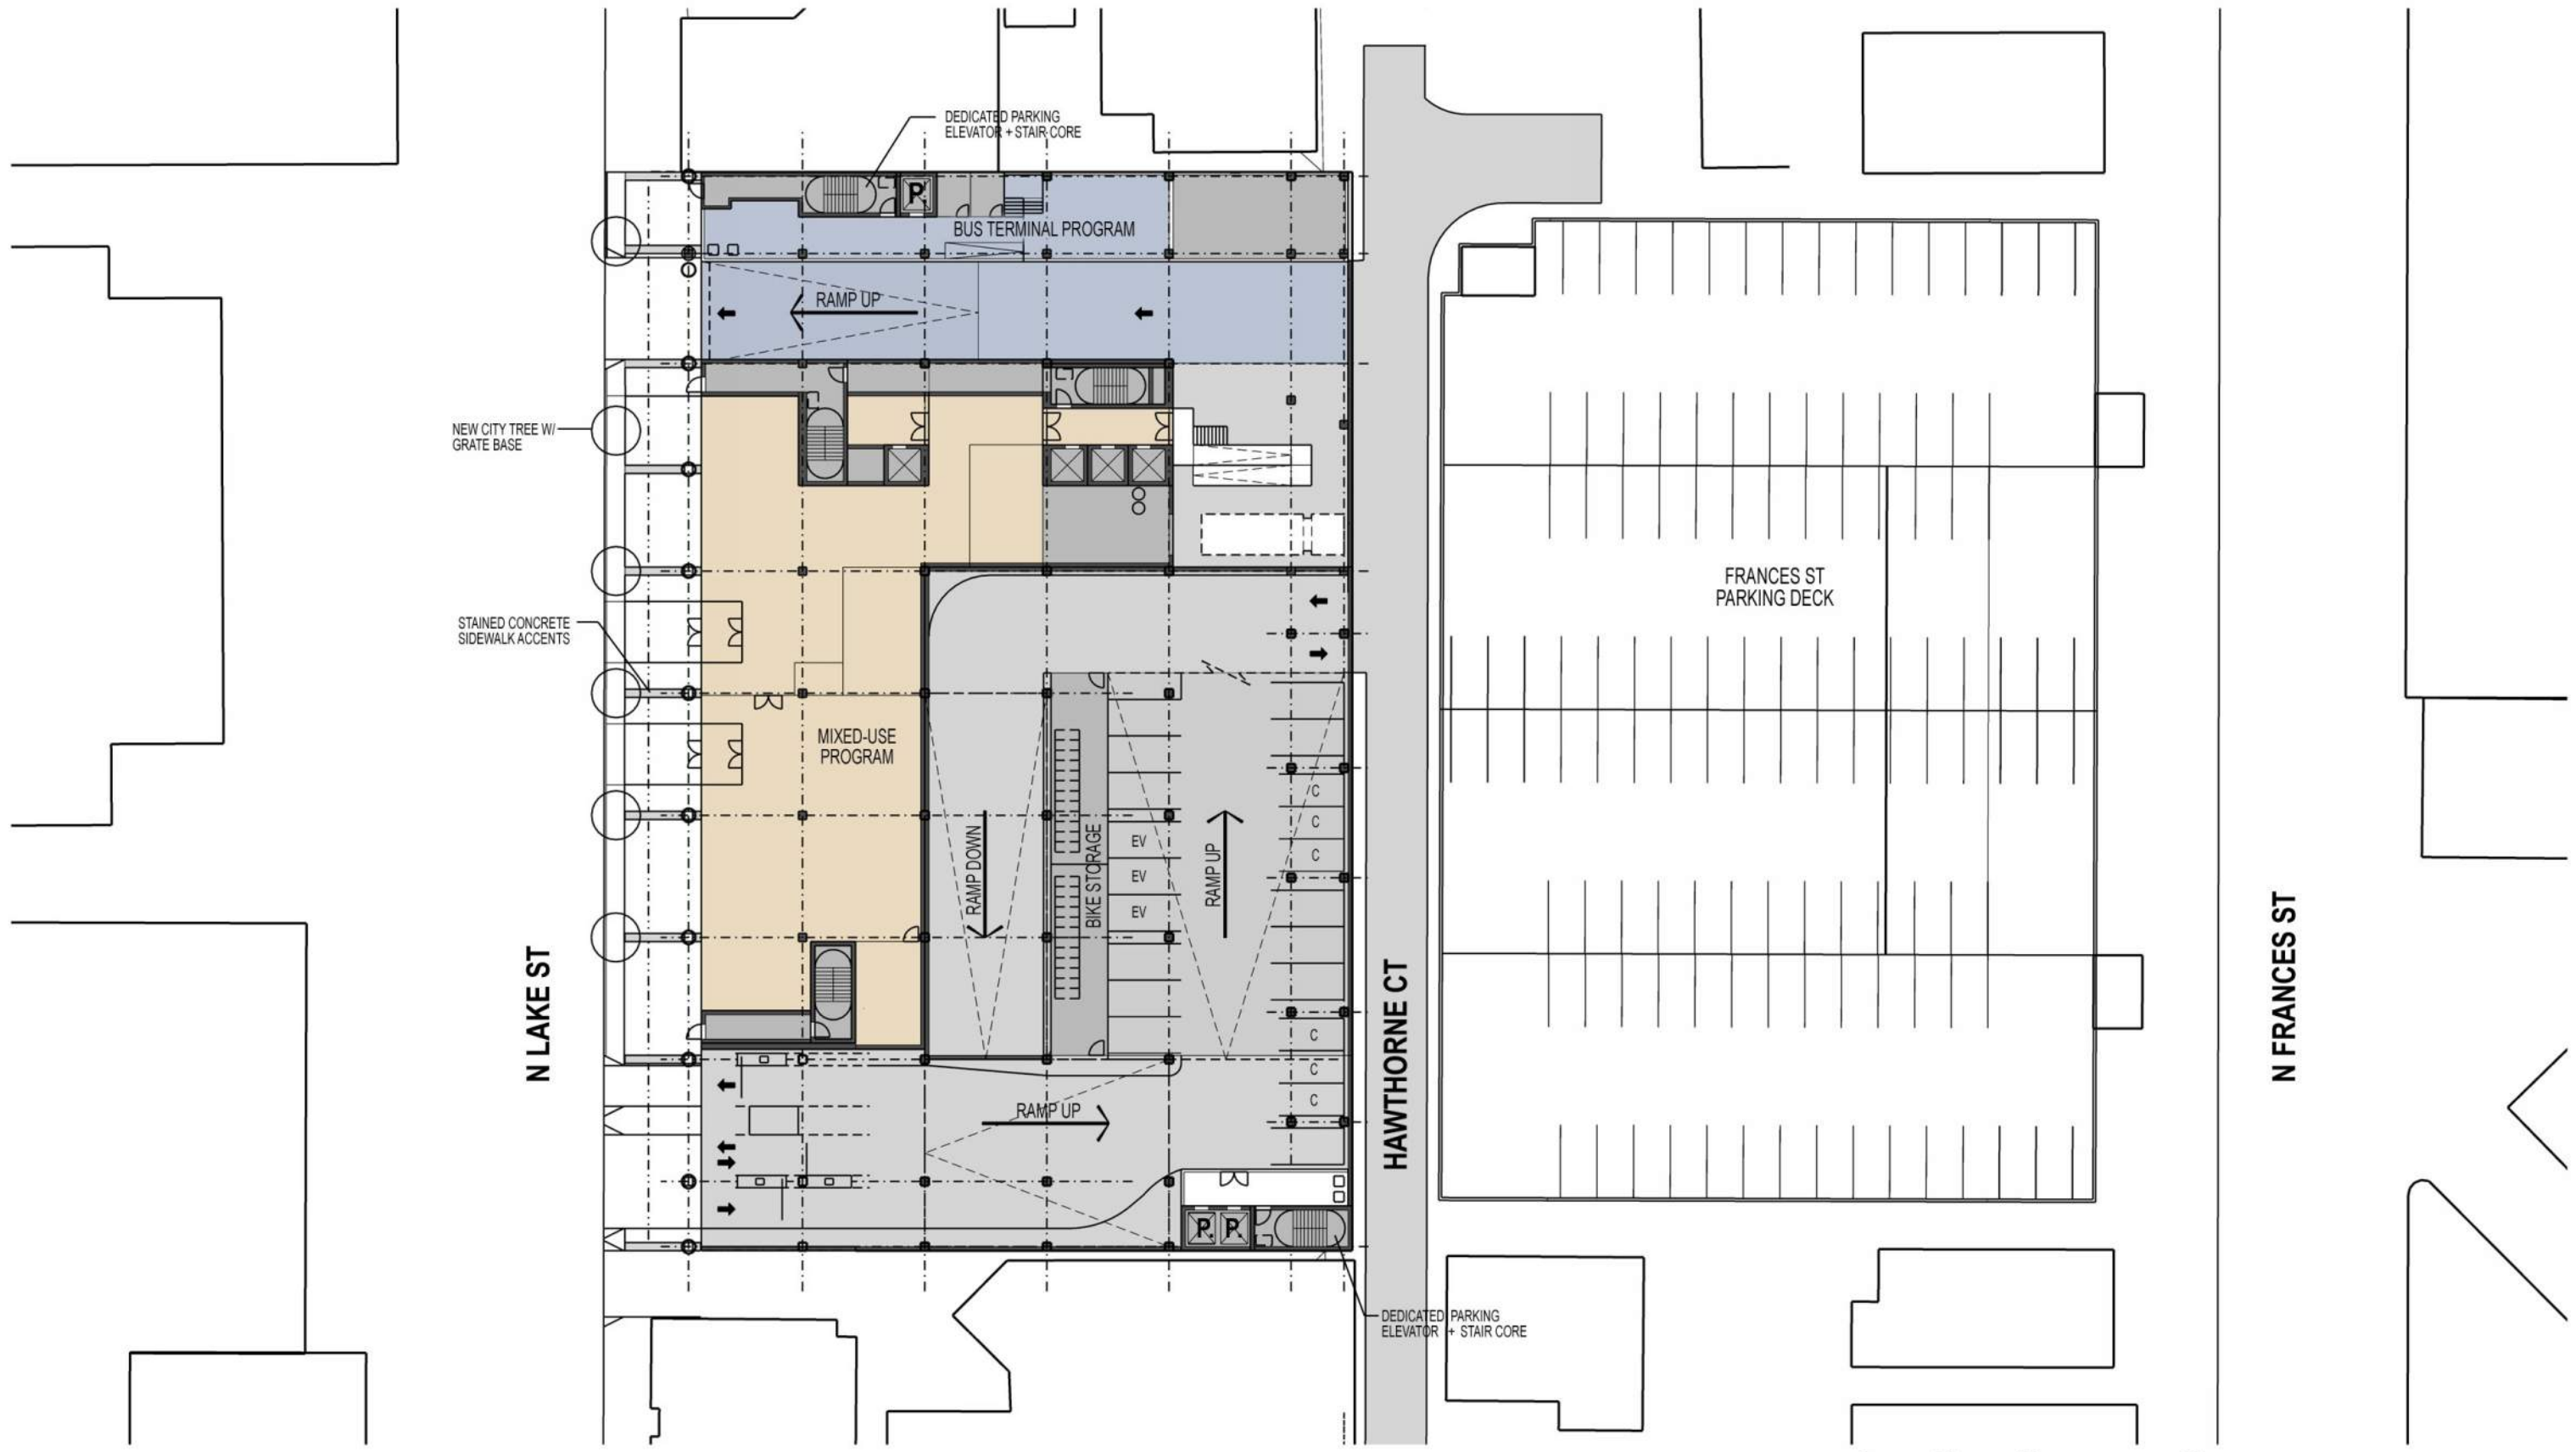 DEDICATED PARKING
ELEVATOR + STAIR CORE
P
BUS TERMINAL PROGRAM
RAMP UP
NEW CITY TREE W/
GRATE BASE
FRANCES ST
PARKING DECK
STAINED CONCRETE
SIDEWALK ACCENTS
MIXED-USE
PROGRAM
RAMP DOWN
BIKE STORAGE
EV
EV
EV
RAMP UP
C
C
C
C
C
C
N LAKE ST
HAWTHORNE CT
N FRANCES ST
RAMP UP
P
P
DEDICATED PARKING
ELEVATOR + STAIR CORE